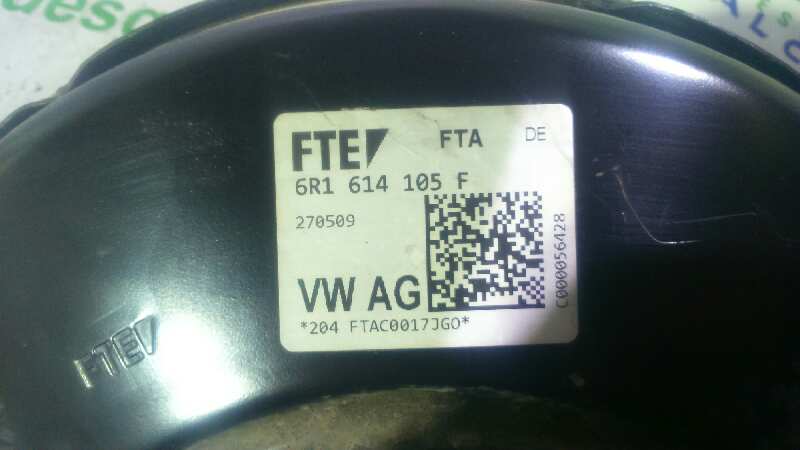 FTE FTA DE
6R1 614 105 F
270509
C000056428
VW AG
*204 FTAC0017JGO*
FTE